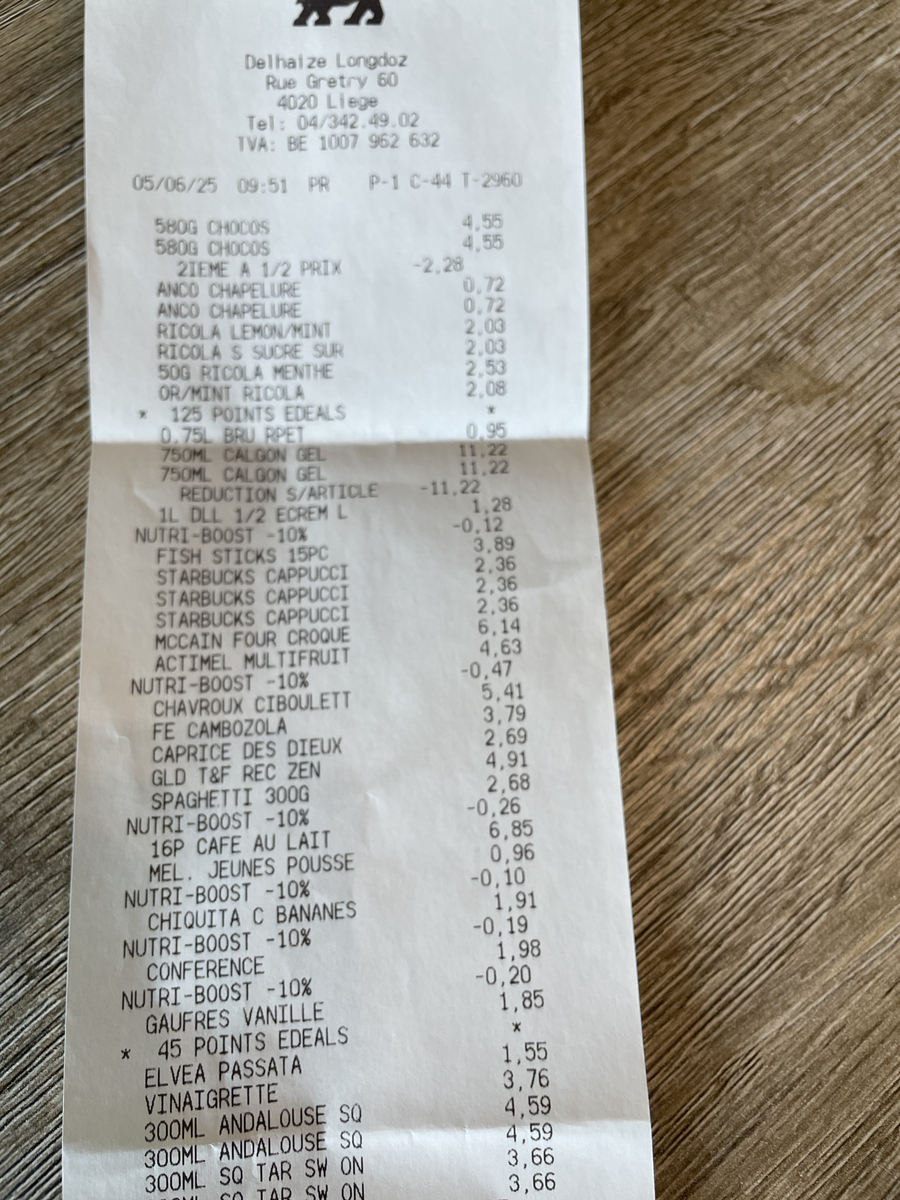 Delhaize Longdoz
Rue Gretry 60
4020 Liege
Tel: 04/342.49.02
TVA: BE 1007 962 632
05/06/25 09:51 PR P-1 C-44 T-2960
580G CHOCOS 4,55
580G CHOCOS 4,55
2IEME A 1/2 PRIX -2,28
ANCO CHAPELURE 0,72
ANCO CHAPELURE 0,72
RICOLA LEMON/MINT 2,03
RICOLA S SUCRE SUR 2,03
50G RICOLA MENTHE 2,53
OR/MINT RICOLA 2,08
* 125 POINTS EDEALS *
0.75L BRU RPET 0,95
750ML CALGON GEL 11,22
750ML CALGON GEL 11,22
REDUCTION S/ARTICLE -11,22
1L DLL 1/2 ECREM L 1,28
NUTRI-BOOST -10% -0,12
FISH STICKS 15PC 3,89
STARBUCKS CAPPUCCI 2,36
STARBUCKS CAPPUCCI 2,36
STARBUCKS CAPPUCCI 2,36
MCCAIN FOUR CROQUE 6,14
ACTIMEL MULTIFRUIT 4,63
NUTRI-BOOST -10% -0,47
CHAVROUX CIBOULETT 5,41
FE CAMBOZOLA 3,79
CAPRICE DES DIEUX 2,69
GLD T&F REC ZEN 4,91
SPAGHETTI 300G 2,68
NUTRI-BOOST -10% -0,26
16P CAFE AU LAIT 6,85
MEL. JEUNES POUSSE 0,96
NUTRI-BOOST -10% -0,10
CHIQUITA C BANANES 1,91
NUTRI-BOOST -10% -0,19
CONFERENCE 1,98
NUTRI-BOOST -10% -0,20
GAUFRES VANILLE 1,85
* 45 POINTS EDEALS *
ELVEA PASSATA 1,55
VINAIGRETTE 3,76
300ML ANDALOUSE SQ 4,59
300ML ANDALOUSE SQ 4,59
300ML SQ TAR SW ON 3,66
300ML SQ TAR SW ON 3,66